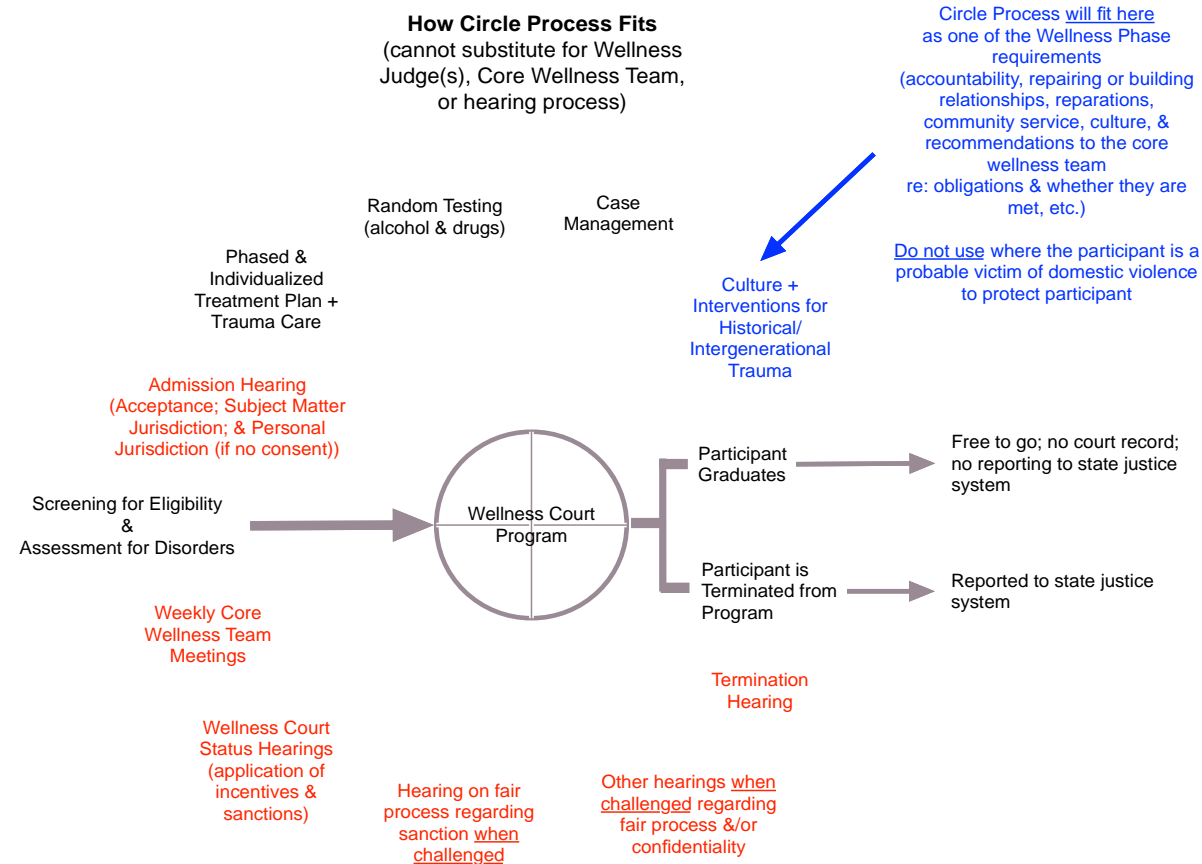 How Circle Process Fits
(cannot substitute for Wellness
Judge(s), Core Wellness Team,
or hearing process)
Circle Process will fit here
as one of the Wellness Phase
requirements
(accountability, repairing or building
relationships, reparations,
community service, culture, &
recommendations to the core
wellness team
re: obligations & whether they are
met, etc.)
Do not use where the participant is a
probable victim of domestic violence
to protect participant
Random Testing
(alcohol & drugs)
Case
Management
Phased &
Individualized
Treatment Plan +
Trauma Care
Culture +
Interventions for
Historical/
Intergenerational
Trauma
Admission Hearing
(Acceptance; Subject Matter
Jurisdiction; & Personal
Jurisdiction (if no consent))
Screening for Eligibility
&
Assessment for Disorders
Wellness Court
Program
Participant
Graduates
Free to go; no court record;
no reporting to state justice
system
Participant is
Terminated from
Program
Reported to state justice
system
Weekly Core
Wellness Team
Meetings
Termination
Hearing
Wellness Court
Status Hearings
(application of
incentives &
sanctions)
Hearing on fair
process regarding
sanction when
challenged
Other hearings when
challenged regarding
fair process &/or
confidentiality